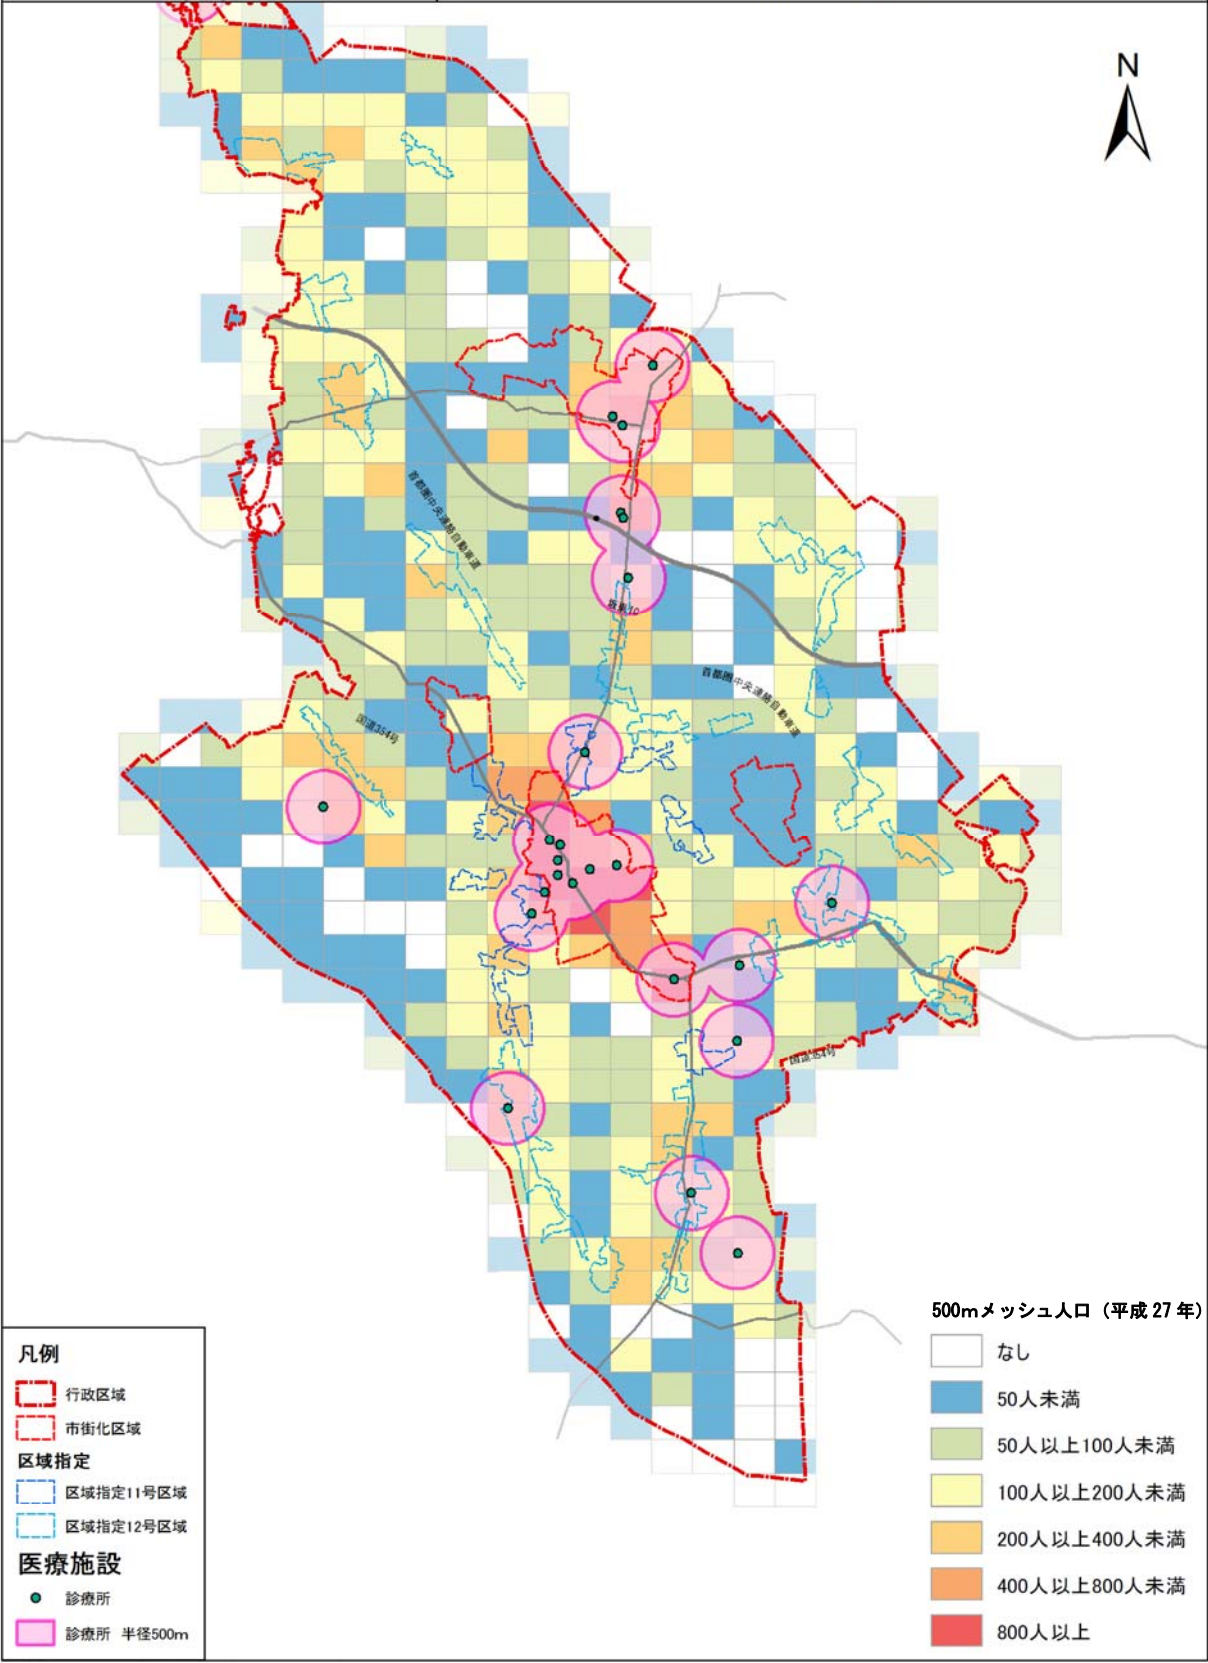 N
首都圏中央連絡自動車道
坂東IC
首都圏中央連絡自動車道
国道354号
国道354号
500mメッシュ人口（平成27年）
なし
50人未満
50人以上100人未満
100人以上200人未満
200人以上400人未満
400人以上800人未満
800人以上
凡例
行政区域
市街化区域
区域指定
区域指定11号区域
区域指定12号区域
医療施設
診療所
診療所 半径500m